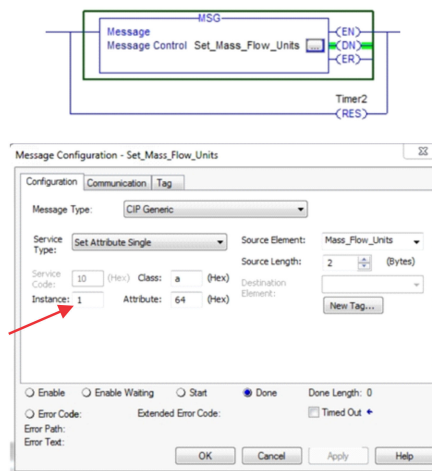 MSG
Message
Message Control Set_Mass_Flow_Units ...
EN
DN
ER
Timer2
RES
Message Configuration - Set_Mass_Flow_Units
Configuration Communication Tag
Message Type: CIP Generic
Service Type: Set Attribute Single Source Element: Mass_Flow_Units
Source Length: 2 (Bytes)
Service Code: 10 (Hex) Class: a (Hex) Destination Element:
Instance: 1 Attribute: 64 (Hex) New Tag...
Enable Enable Waiting Start Done Done Length: 0
Error Code: Extended Error Code: Timed Out
Error Path:
Error Text:
OK Cancel Apply Help